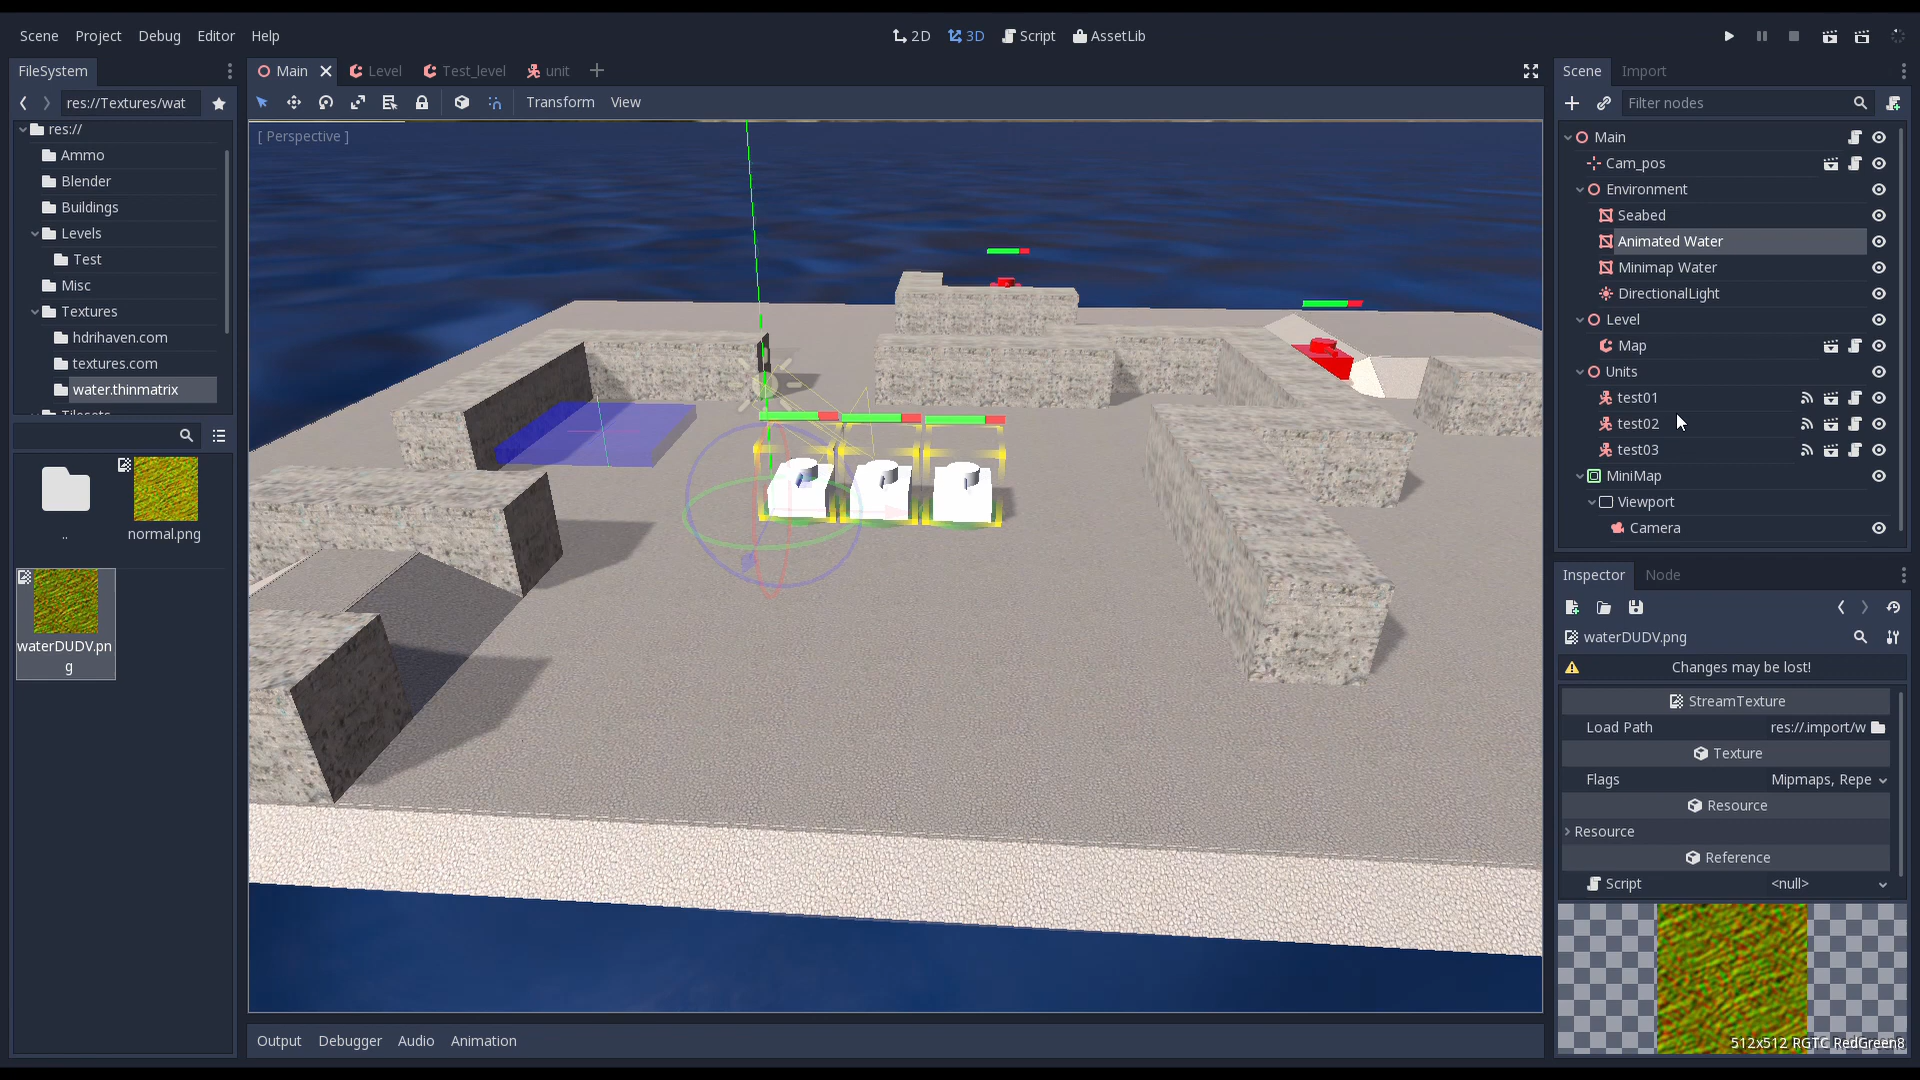 Scene Project Debug Editor Help
2D 3D Script AssetLib
FileSystem
res://Textures/wat
res://
Ammo
Blender
Buildings
Levels
Test
Misc
Textures
hdrihaven.com
textures.com
water.thinmatrix
Tilesets
..
normal.png
waterDUDV.pn
g
Main Level Test_level unit
Transform View
[ Perspective ]
Output Debugger Audio Animation
Scene Import
Filter nodes
Main
Cam_pos
Environment
Seabed
Animated Water
Minimap Water
DirectionalLight
Level
Map
Units
test01
test02
test03
MiniMap
Viewport
Camera
Inspector Node
waterDUDV.png
Changes may be lost!
StreamTexture
Load Path res://.import/w
Texture
Flags Mipmaps, Repe
Resource
Resource
Reference
Script <null>
512x512 RGTC RedGreen8